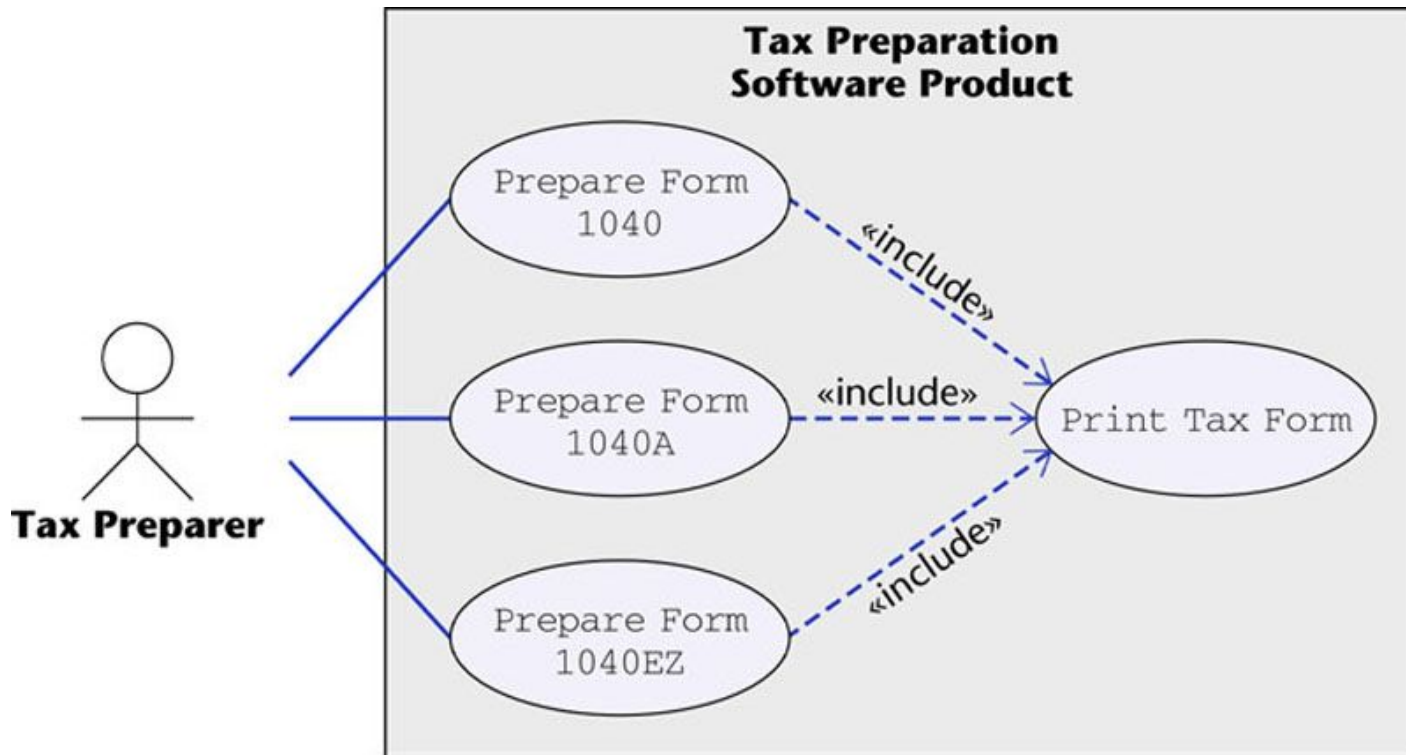 Tax Preparation
Software Product
Prepare Form
1040
«include»
Prepare Form
1040A
«include»
Print Tax Form
Tax Preparer
Prepare Form
1040EZ
«include»